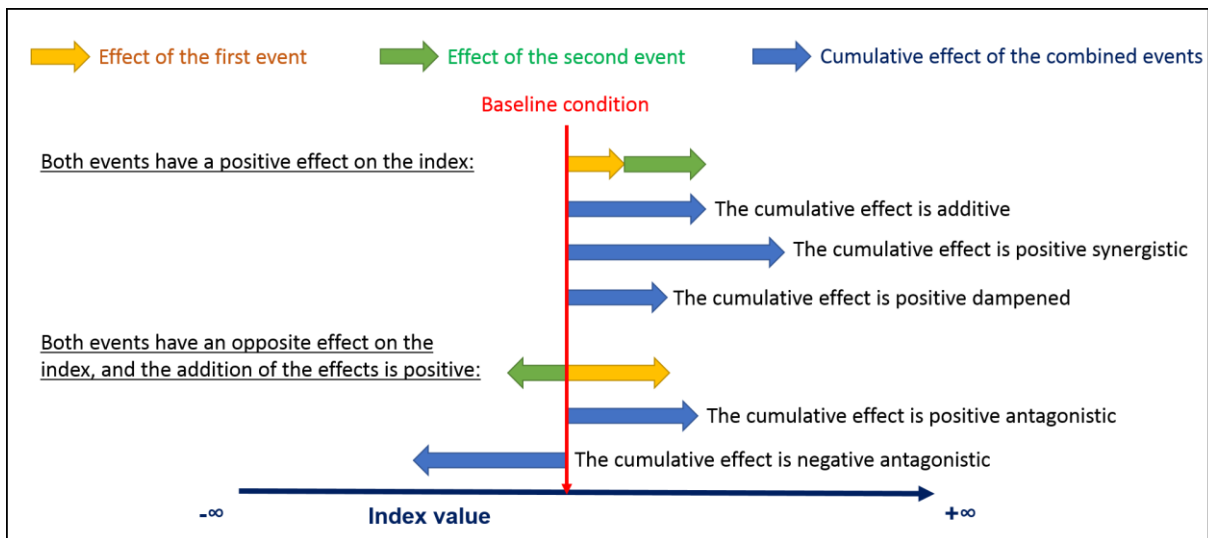 Effect of the first event
Effect of the second event
Cumulative effect of the combined events
Baseline condition
Both events have a positive effect on the index:
The cumulative effect is additive
The cumulative effect is positive synergistic
The cumulative effect is positive dampened
Both events have an opposite effect on the
index, and the addition of the effects is positive:
The cumulative effect is positive antagonistic
The cumulative effect is negative antagonistic
-∞
Index value
+∞